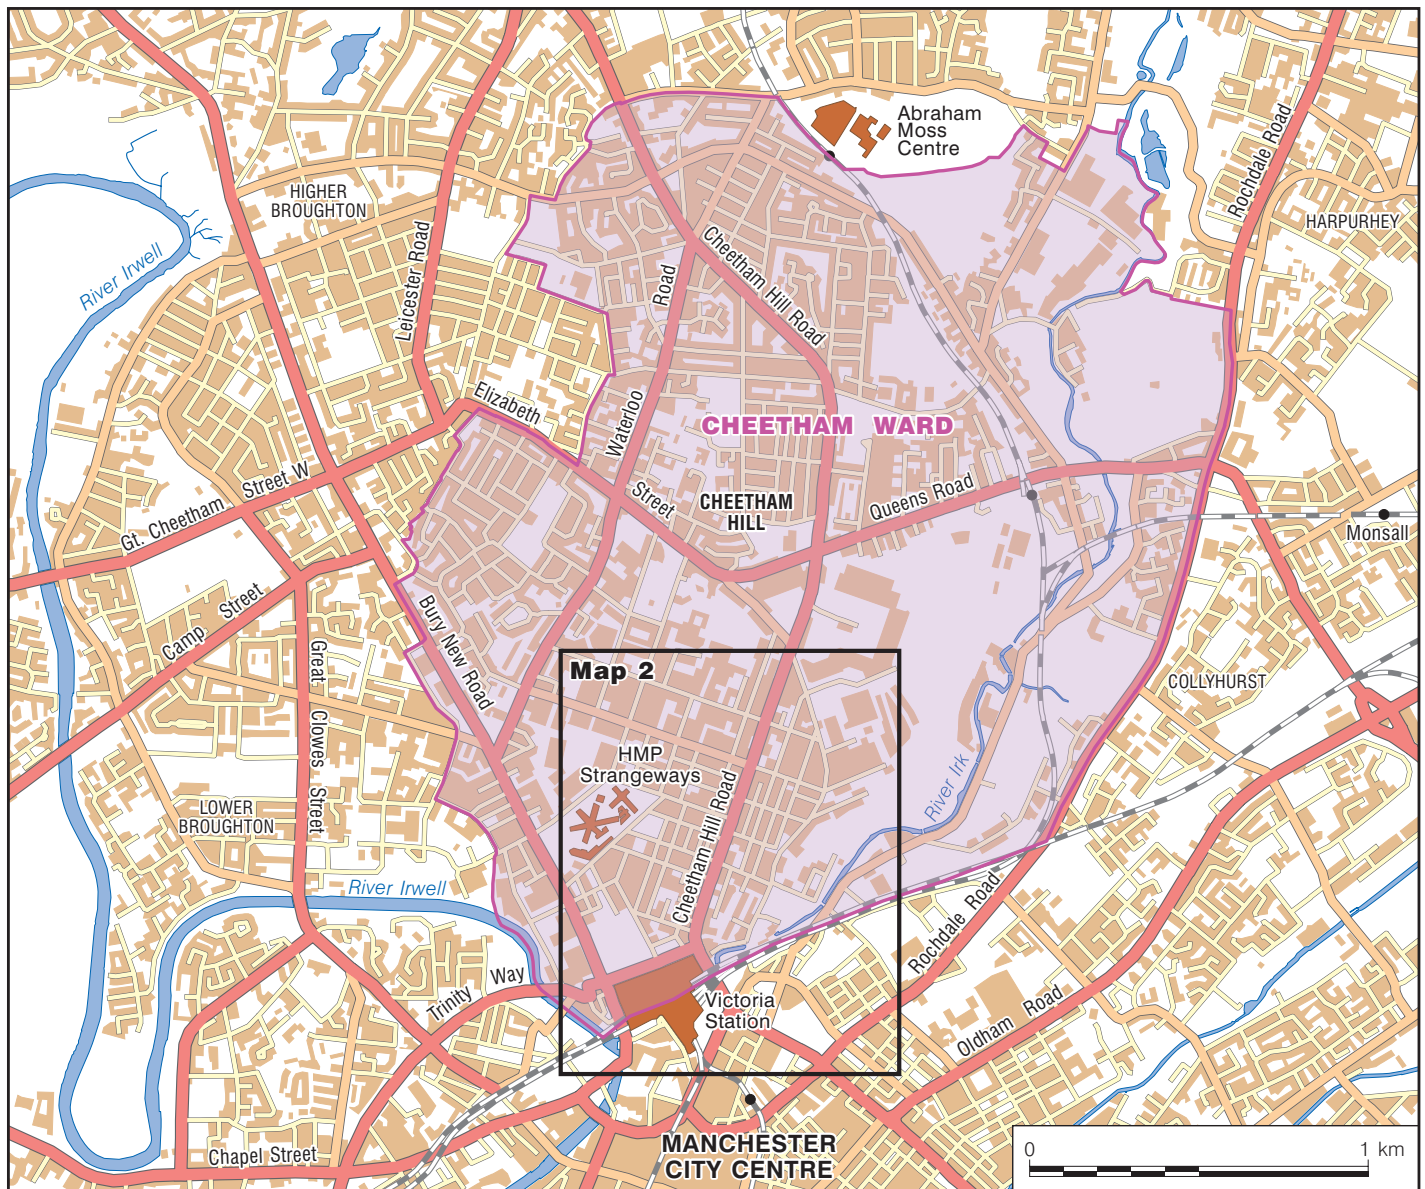 Abraham
Moss
Centre
Rochdale Road
HIGHER
BROUGHTON
HARPURHEY
River Irwell
Leicester Road
Cheetham Hill Road
Waterloo Road
Elizabeth Street
CHEETHAM WARD
CHEETHAM
HILL
Queens Road
Gt. Cheetham Street W
Monsall
Camp Street
Bury New Road
Great Clowes Street
Map 2
COLLYHURST
HMP
Strangeways
LOWER
BROUGHTON
River Irk
Cheetham Hill Road
River Irwell
Rochdale Road
Trinity Way
Victoria
Station
Oldham Road
Chapel Street
MANCHESTER
CITY CENTRE
0 1 km